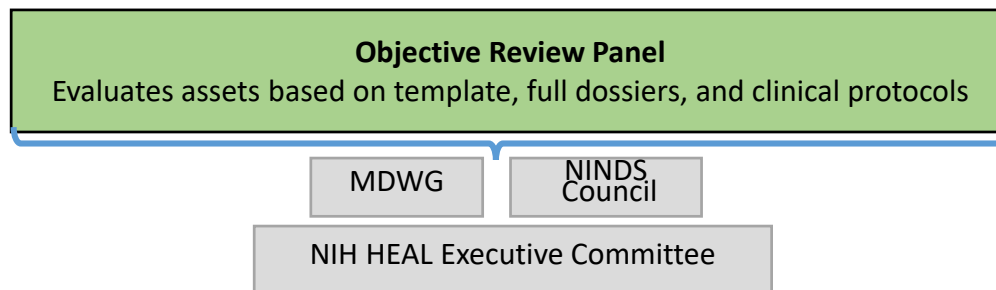 Objective Review Panel
Evaluates assets based on template, full dossiers, and clinical protocols
MDWG
NINDS
Council
NIH HEAL Executive Committee